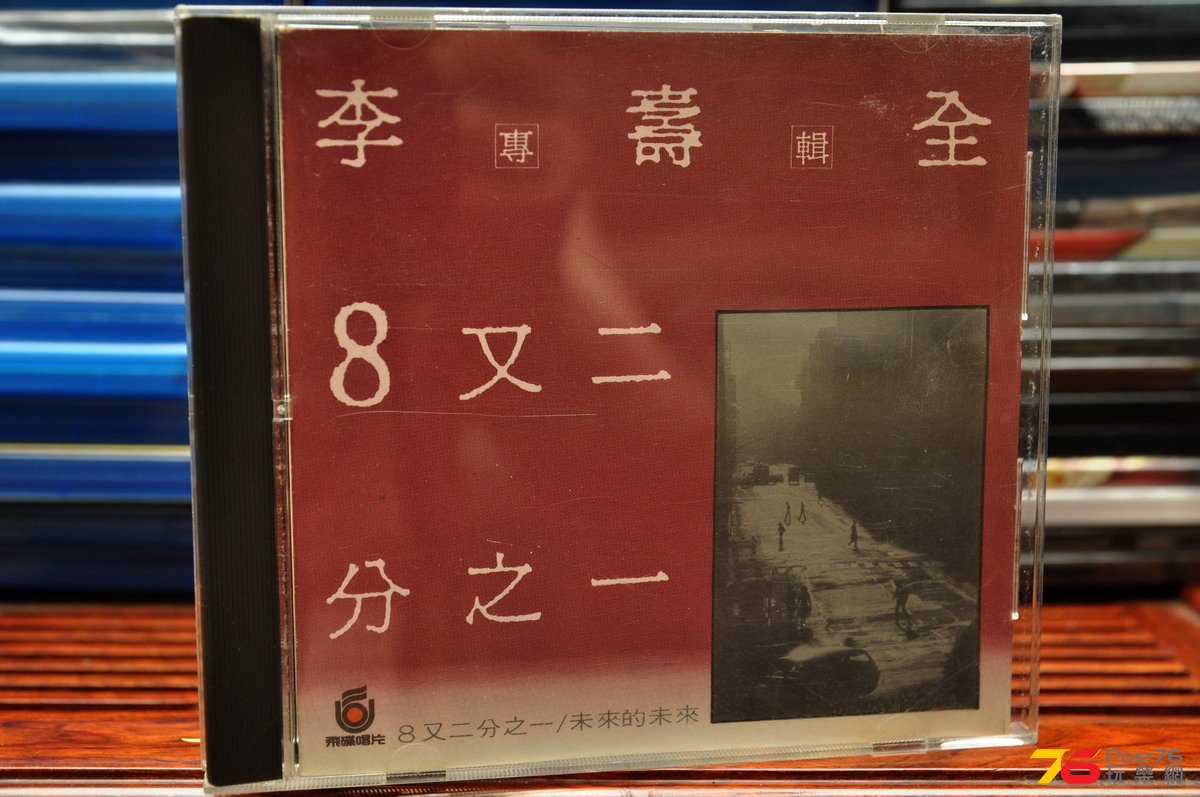 李專壽輯全
8又二
分之一
飛碟唱片
8又二分之一/未來的未來
76 Post76
玩樂網